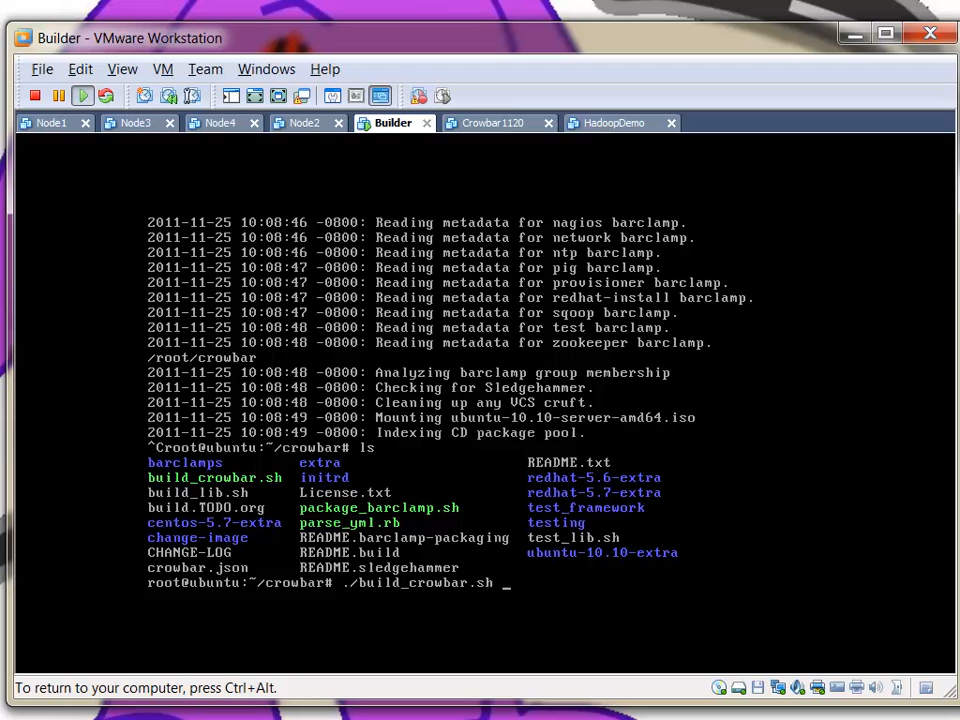 Builder - VMware Workstation
File Edit View VM Team Windows Help
Node1 Node3 Node4 Node2 Builder Crowbar1120 HadoopDemo
2011-11-25 10:08:46 -0800: Reading metadata for nagios barclamp.
2011-11-25 10:08:46 -0800: Reading metadata for network barclamp.
2011-11-25 10:08:46 -0800: Reading metadata for ntp barclamp.
2011-11-25 10:08:47 -0800: Reading metadata for pig barclamp.
2011-11-25 10:08:47 -0800: Reading metadata for provisioner barclamp.
2011-11-25 10:08:47 -0800: Reading metadata for redhat-install barclamp.
2011-11-25 10:08:47 -0800: Reading metadata for sqoop barclamp.
2011-11-25 10:08:48 -0800: Reading metadata for test barclamp.
2011-11-25 10:08:48 -0800: Reading metadata for zookeeper barclamp.
/root/crowbar
2011-11-25 10:08:48 -0800: Analyzing barclamp group membership
2011-11-25 10:08:48 -0800: Checking for Sledgehammer.
2011-11-25 10:08:48 -0800: Cleaning up any VCS cruft.
2011-11-25 10:08:49 -0800: Mounting ubuntu-10.10-server-amd64.iso
2011-11-25 10:08:49 -0800: Indexing CD package pool.
^Croot@ubuntu:~/crowbar# ls
barclamps extra README.txt
build_crowbar.sh initrd redhat-5.6-extra
build_lib.sh License.txt redhat-5.7-extra
build.TODO.org package_barclamp.sh test_framework
centos-5.7-extra parse_yml.rb testing
change-image README.barclamp-packaging test_lib.sh
CHANGE-LOG README.build ubuntu-10.10-extra
crowbar.json README.sledgehammer
root@ubuntu:~/crowbar# ./build_crowbar.sh _
To return to your computer, press Ctrl+Alt.